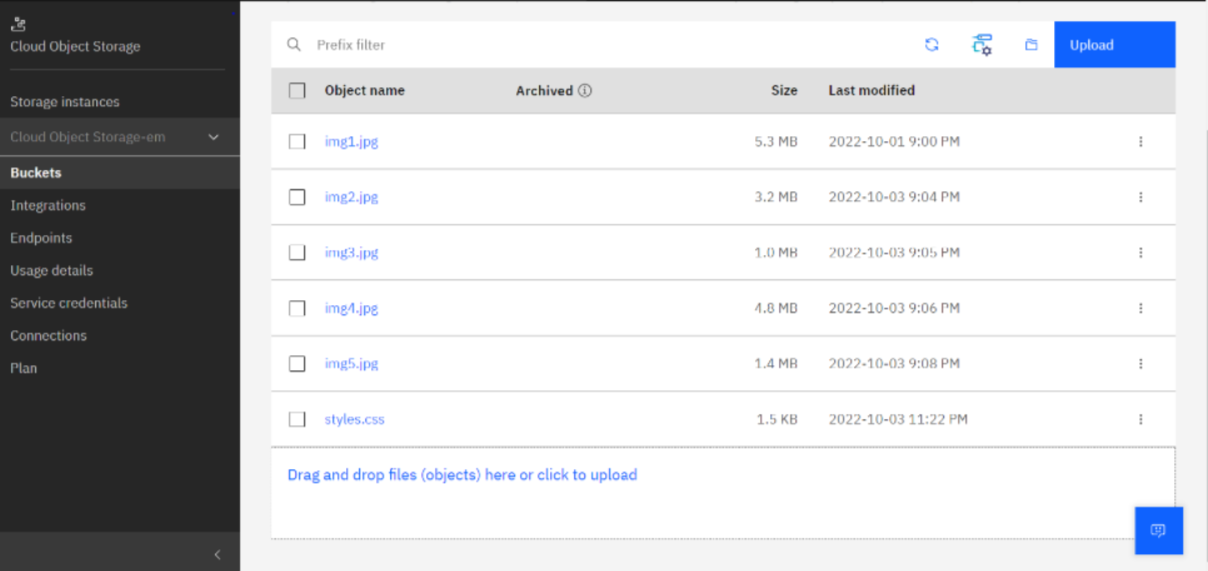 Cloud Object Storage
Storage instances
Cloud Object Storage-em
Buckets
Integrations
Endpoints
Usage details
Service credentials
Connections
Plan
Prefix filter
Upload
Object name Archived Size Last modified
img1.jpg 5.3 MB 2022-10-01 9:00 PM
img2.jpg 3.2 MB 2022-10-03 9:04 PM
img3.jpg 1.0 MB 2022-10-03 9:05 PM
img4.jpg 4.8 MB 2022-10-03 9:06 PM
img5.jpg 1.4 MB 2022-10-03 9:08 PM
styles.css 1.5 KB 2022-10-03 11:22 PM
Drag and drop files (objects) here or click to upload